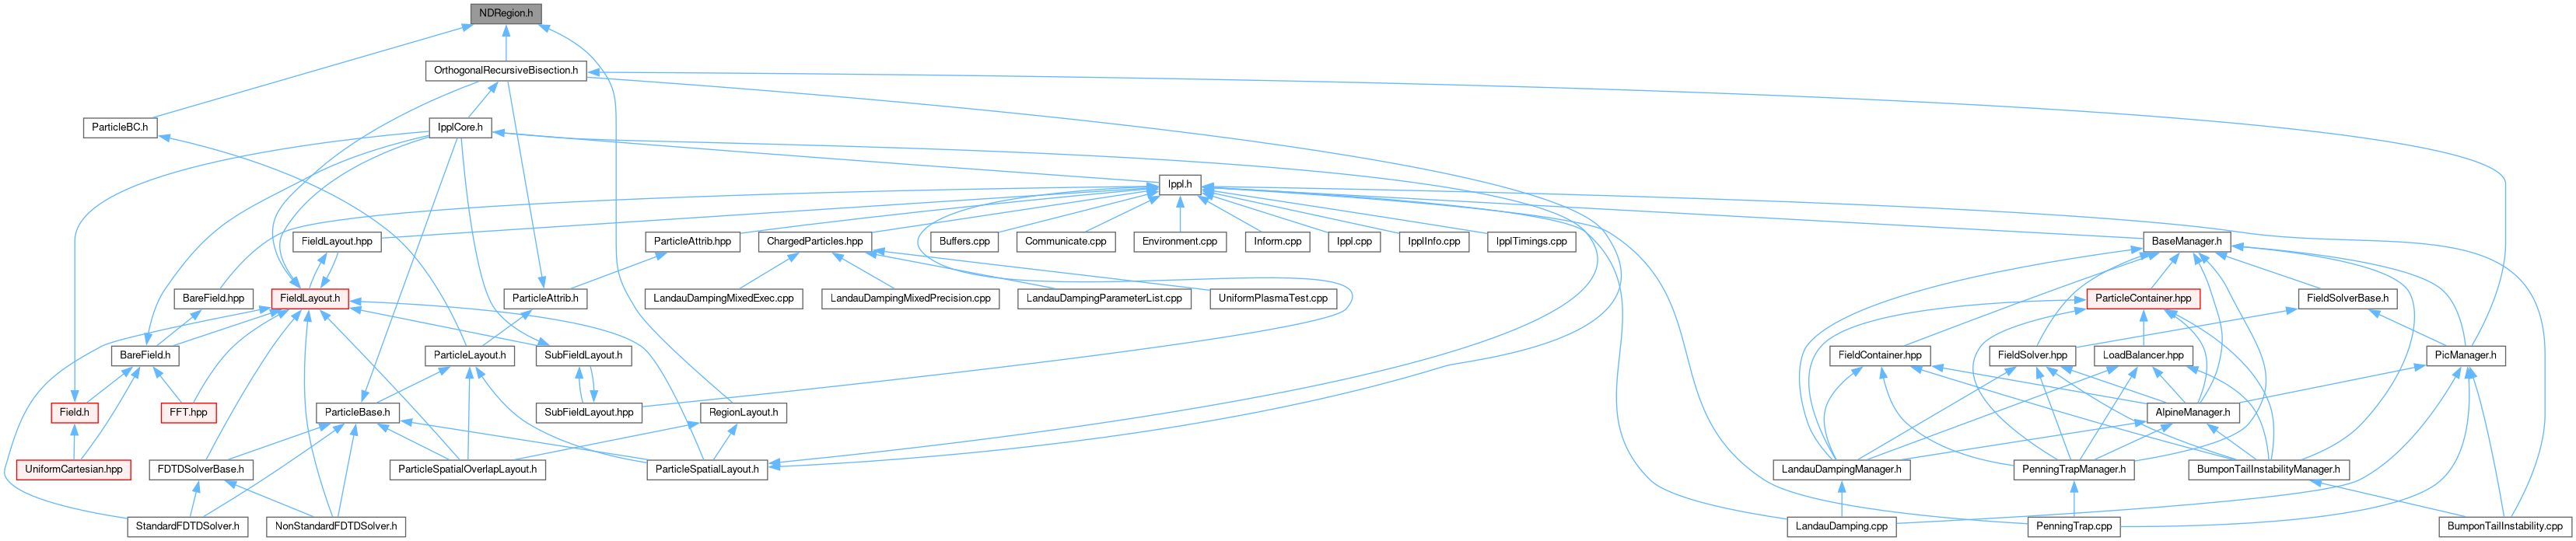 NDRegion.h
OrthogonalRecursiveBisection.h
ParticleBC.h
IpplCore.h
Ippl.h
FieldLayout.hpp
ParticleAttrib.hpp
ChargedParticles.hpp
Buffers.cpp
Communicate.cpp
Environment.cpp
Inform.cpp
Ippl.cpp
IpplInfo.cpp
IpplTimings.cpp
BaseManager.h
BareField.hpp
FieldLayout.h
ParticleAttrib.h
LandauDampingMixedExec.cpp
LandauDampingMixedPrecision.cpp
LandauDampingParameterList.cpp
UniformPlasmaTest.cpp
ParticleContainer.hpp
FieldSolverBase.h
BareField.h
ParticleLayout.h
SubFieldLayout.h
FieldContainer.hpp
FieldSolver.hpp
LoadBalancer.hpp
PicManager.h
Field.h
FFT.hpp
ParticleBase.h
SubFieldLayout.hpp
RegionLayout.h
AlpineManager.h
UniformCartesian.hpp
FDTDSolverBase.h
ParticleSpatialOverlapLayout.h
ParticleSpatialLayout.h
LandauDampingManager.h
PenningTrapManager.h
BumponTailInstabilityManager.h
StandardFDTDSolver.h
NonStandardFDTDSolver.h
LandauDamping.cpp
PenningTrap.cpp
BumponTailInstability.cpp